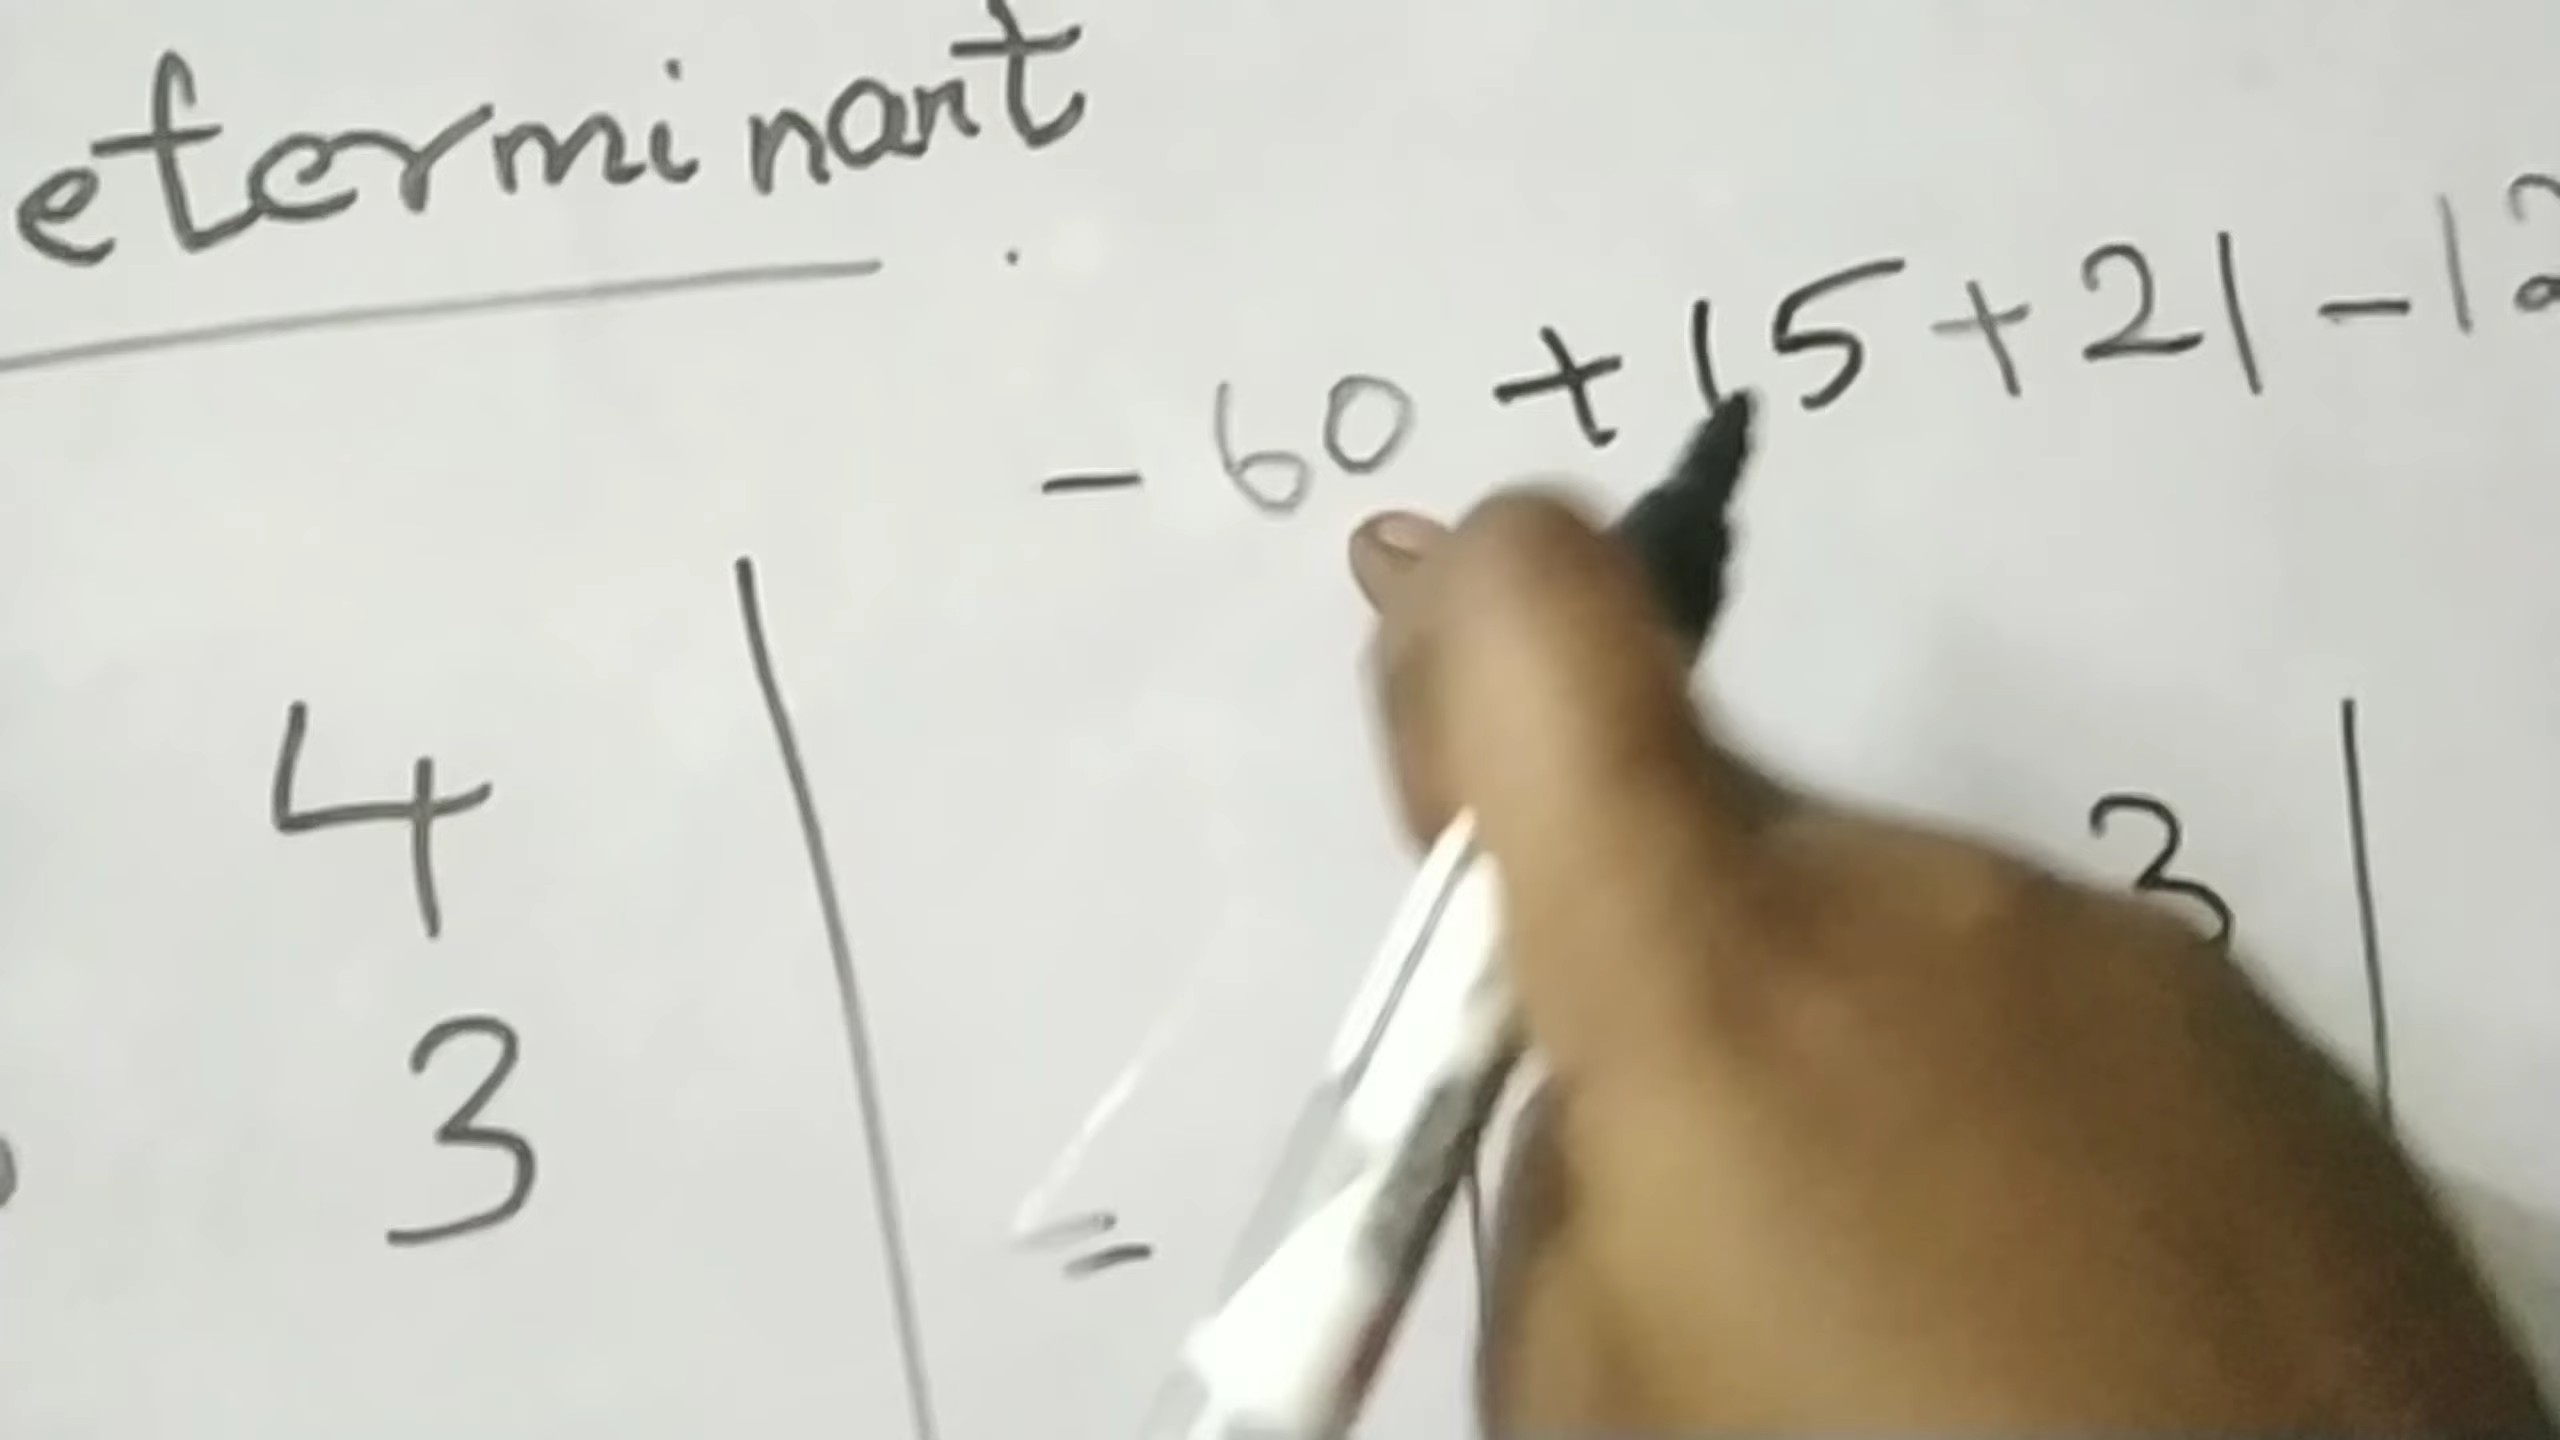 eterminant
- 60 + 15 + 21 - 12
4
3
3
=